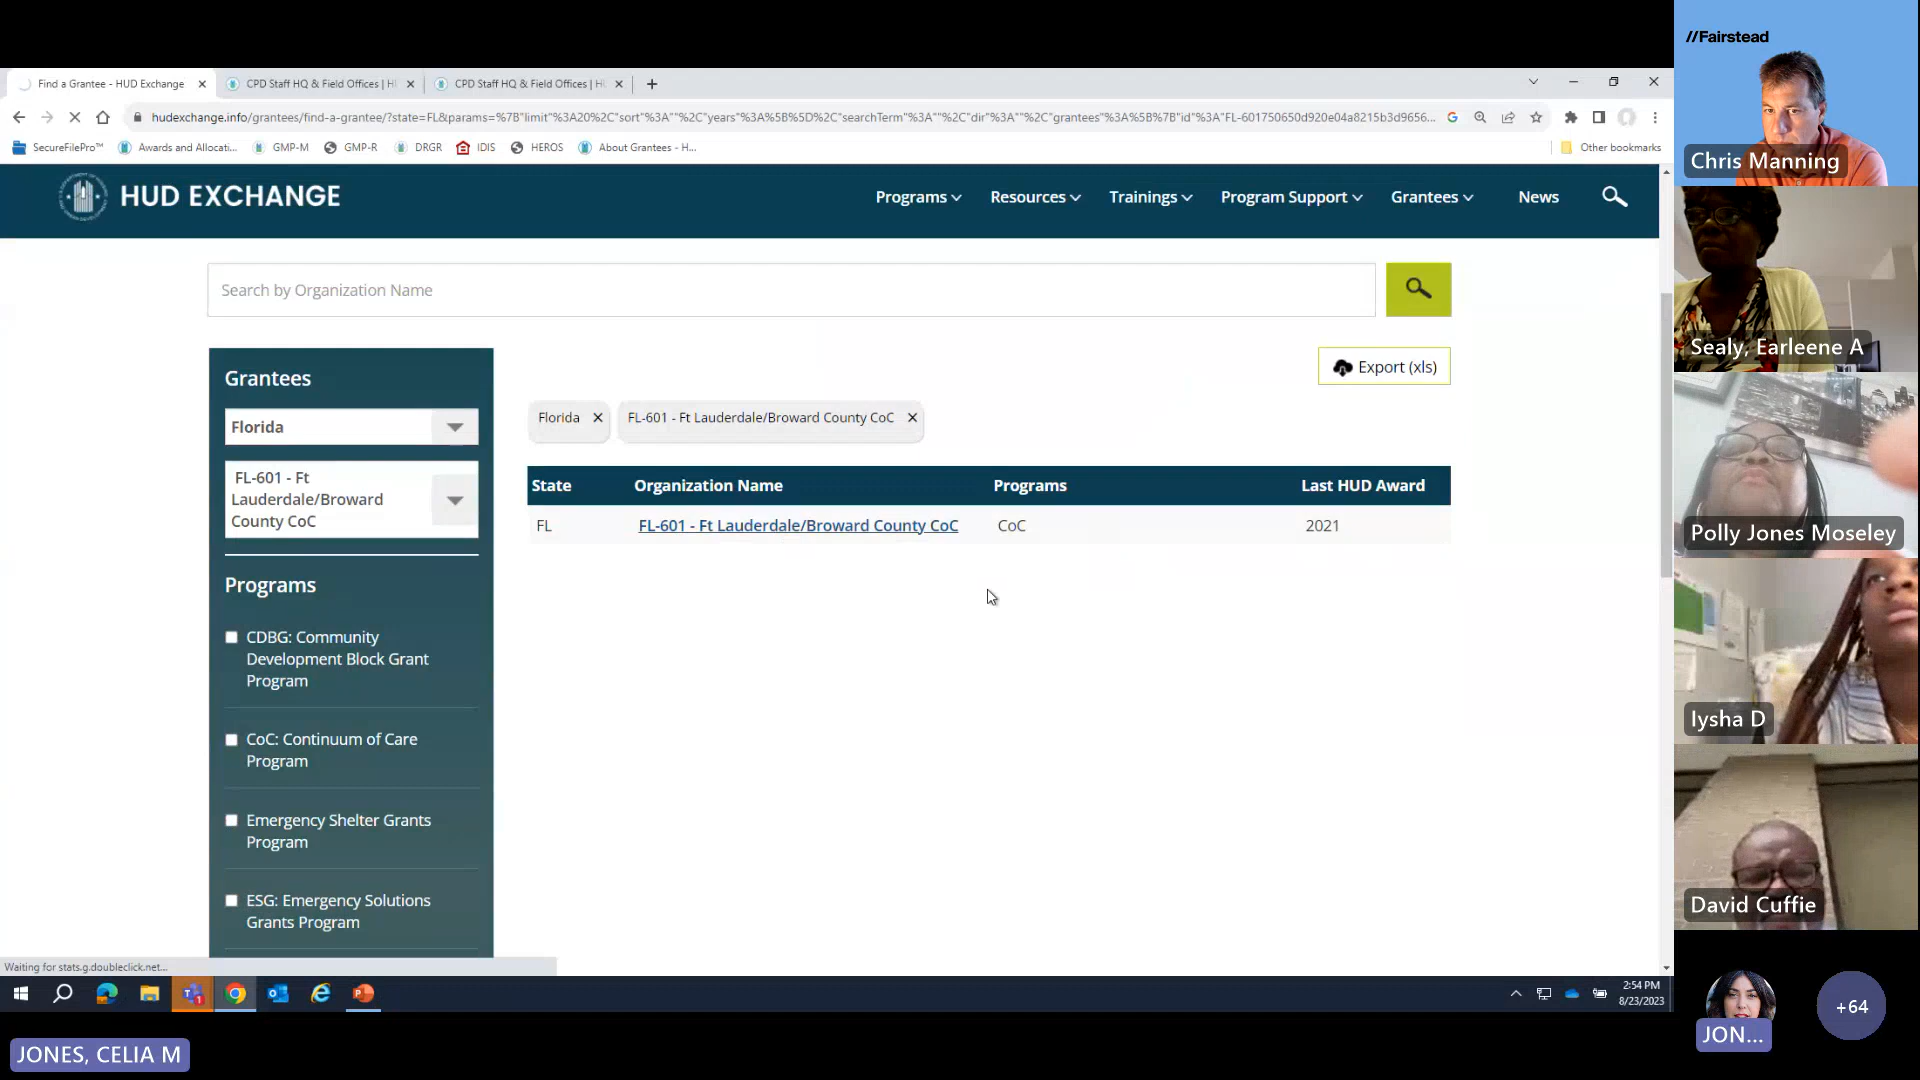 //Fairstead
Find a Grantee - HUD Exchange
CPD Staff HQ & Field Offices | H
CPD Staff HQ & Field Offices | H
hudexchange.info/grantees/find-a-grantee/?state=FL&params=%7B"limit"%3A20%2C"sort"%3A""%2C"years"%3A%5B%5D%2C"searchTerm"%3A""%2C"dir"%3A""%2C"grantees"%3A%5B%7B"id"%3A"FL-601750650d920e04a8215b3d9656...
SecureFilePro™
Awards and Allocati...
GMP-M
GMP-R
DRGR
IDIS
HEROS
About Grantees - H...
Other bookmarks
HUD EXCHANGE
Programs
Resources
Trainings
Program Support
Grantees
News
Search by Organization Name
Grantees
Florida
FL-601 - Ft
Lauderdale/Broward
County CoC
Programs
CDBG: Community
Development Block Grant
Program
CoC: Continuum of Care
Program
Emergency Shelter Grants
Program
ESG: Emergency Solutions
Grants Program
Export (xls)
Florida
FL-601 - Ft Lauderdale/Broward County CoC
State Organization Name Programs Last HUD Award
FL FL-601 - Ft Lauderdale/Broward County CoC CoC 2021
Waiting for stats.g.doubleclick.net...
2:54 PM
8/23/2023
JONES, CELIA M
Chris Manning
Sealy, Earleene A
Polly Jones Moseley
Iysha D
David Cuffie
JON...
+64